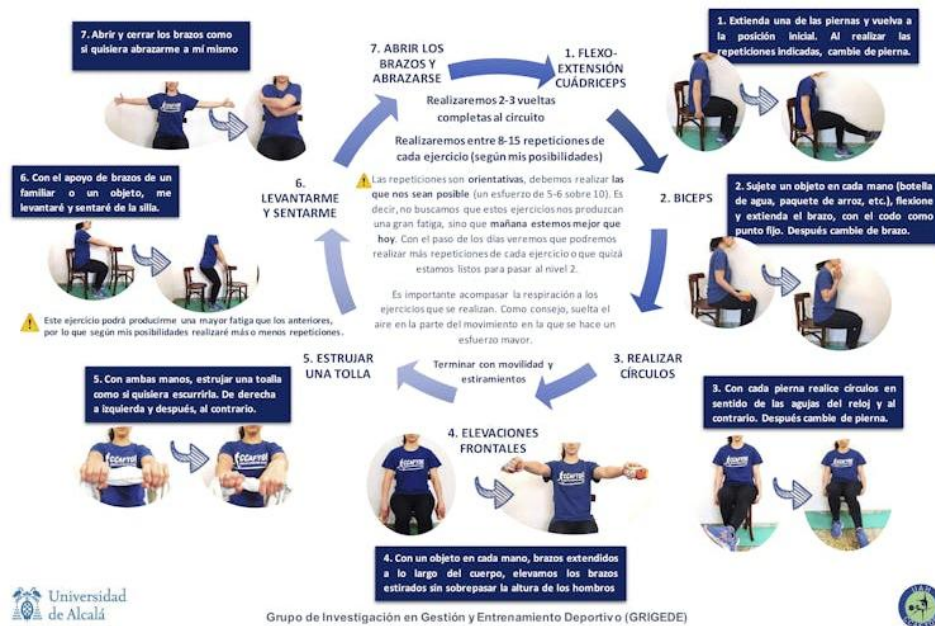 7. Abrir y cerrar los brazos como
si quisiera abrazarme a mí mismo
7. ABRIR LOS
BRAZOS Y
ABRAZARSE
1. FLEXO-
EXTENSIÓN
CUÁDRICEPS
1. Extienda una de las piernas y vuelva a
la posición inicial. Al realizar las
repeticiones indicadas, cambie de pierna.
Realizaremos 2-3 vueltas
completas al circuito
Realizaremos entre 8-15 repeticiones de
cada ejercicio (según mis posibilidades)
Las repeticiones son orientativas, debemos realizar las
que nos sean posible (un esfuerzo de 5-6 sobre 10). Es
decir, no buscamos que estos ejercicios nos produzcan
una gran fatiga, sino que mañana estemos mejor que
hoy. Con el paso de los días veremos que podremos
realizar más repeticiones de cada ejercicio o que quizá
estamos listos para pasar al nivel 2.
Es importante acompasar la respiración a los
ejercicios que se realizan. Como consejo, suelta el
aire en la parte del movimiento en la que se hace un
esfuerzo mayor.
Terminar con movilidad y
estiramientos
6. Con el apoyo de brazos de un
familiar o un objeto, me
levantaré y sentaré de la silla.
6.
LEVANTARME
Y SENTARME
2. BICEPS
2. Sujete un objeto en cada mano (botella
de agua, paquete de arroz, etc.), flexione
y extienda el brazo, con el codo como
punto fijo. Después cambie de brazo.
Este ejercicio podrá producirme una mayor fatiga que los anteriores,
por lo que según mis posibilidades realizaré más o menos repeticiones.
5. ESTRUJAR
UNA TOLLA
3. REALIZAR
CÍRCULOS
5. Con ambas manos, estrujar una toalla
como si quisiera escurrirla. De derecha
a izquierda y después, al contrario.
3. Con cada pierna realice círculos en
sentido de las agujas del reloj y al
contrario. Después cambie de pierna.
4. ELEVACIONES
FRONTALES
4. Con un objeto en cada mano, brazos extendidos
a lo largo del cuerpo, elevamos los brazos
estirados sin sobrepasar la altura de los hombros
Universidad
de Alcalá
Grupo de Investigación en Gestión y Entrenamiento Deportivo (GRIGEDE)